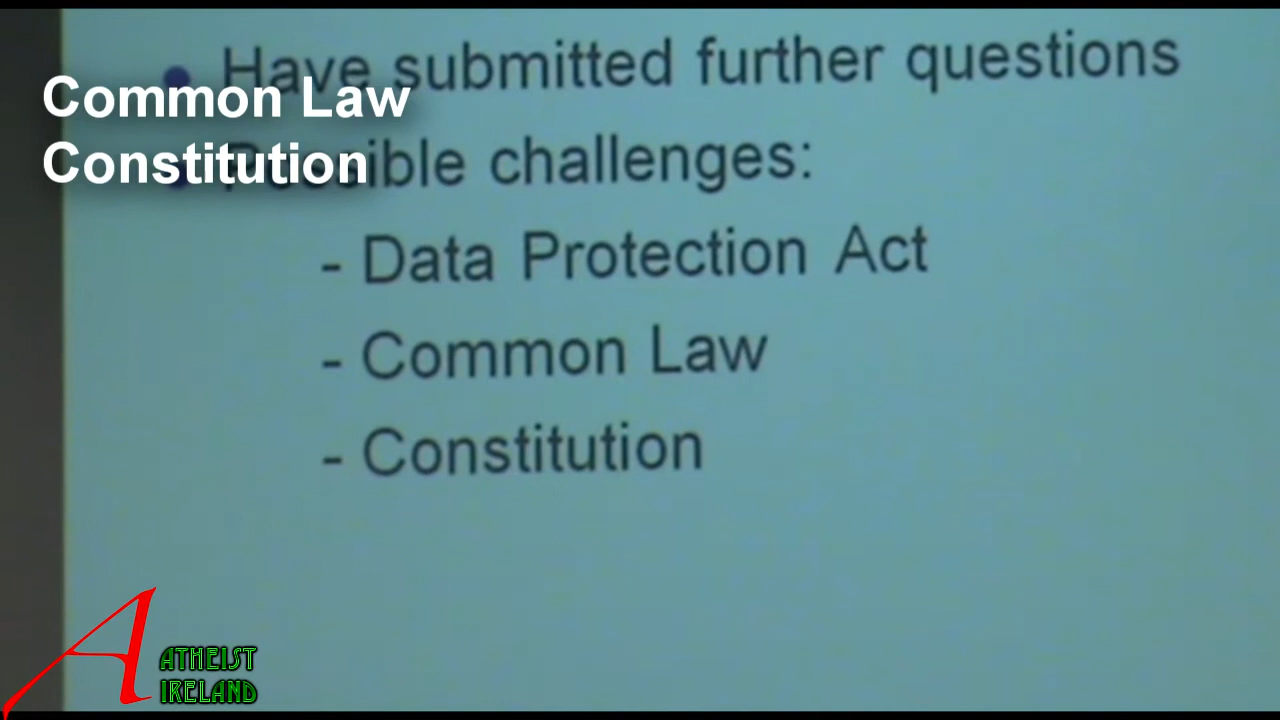 Have submitted further questions
Common Law
Possible challenges:
Constitution
- Data Protection Act
- Common Law
- Constitution
ATHEIST
IRELAND